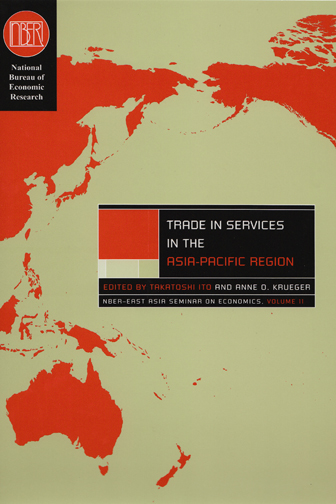 NBER
National
Bureau of
Economic
Research
TRADE IN SERVICES
IN THE
ASIA-PACIFIC REGION
EDITED BY TAKATOSHI ITO AND ANNE O. KRUEGER
NBER-EAST ASIA SEMINAR ON ECONOMICS, VOLUME 11